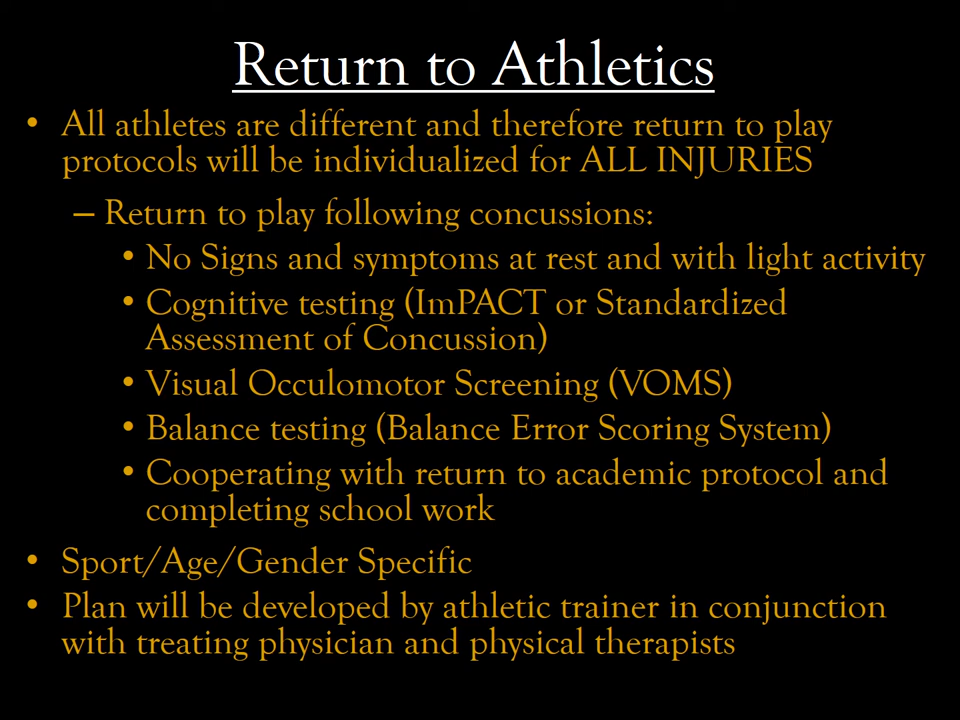 Return to Athletics
• All athletes are different and therefore return to play
protocols will be individualized for ALL INJURIES
– Return to play following concussions:
• No Signs and symptoms at rest and with light activity
• Cognitive testing (ImPACT or Standardized
Assessment of Concussion)
• Visual Occulomotor Screening (VOMS)
• Balance testing (Balance Error Scoring System)
• Cooperating with return to academic protocol and
completing school work
• Sport/Age/Gender Specific
• Plan will be developed by athletic trainer in conjunction
with treating physician and physical therapists